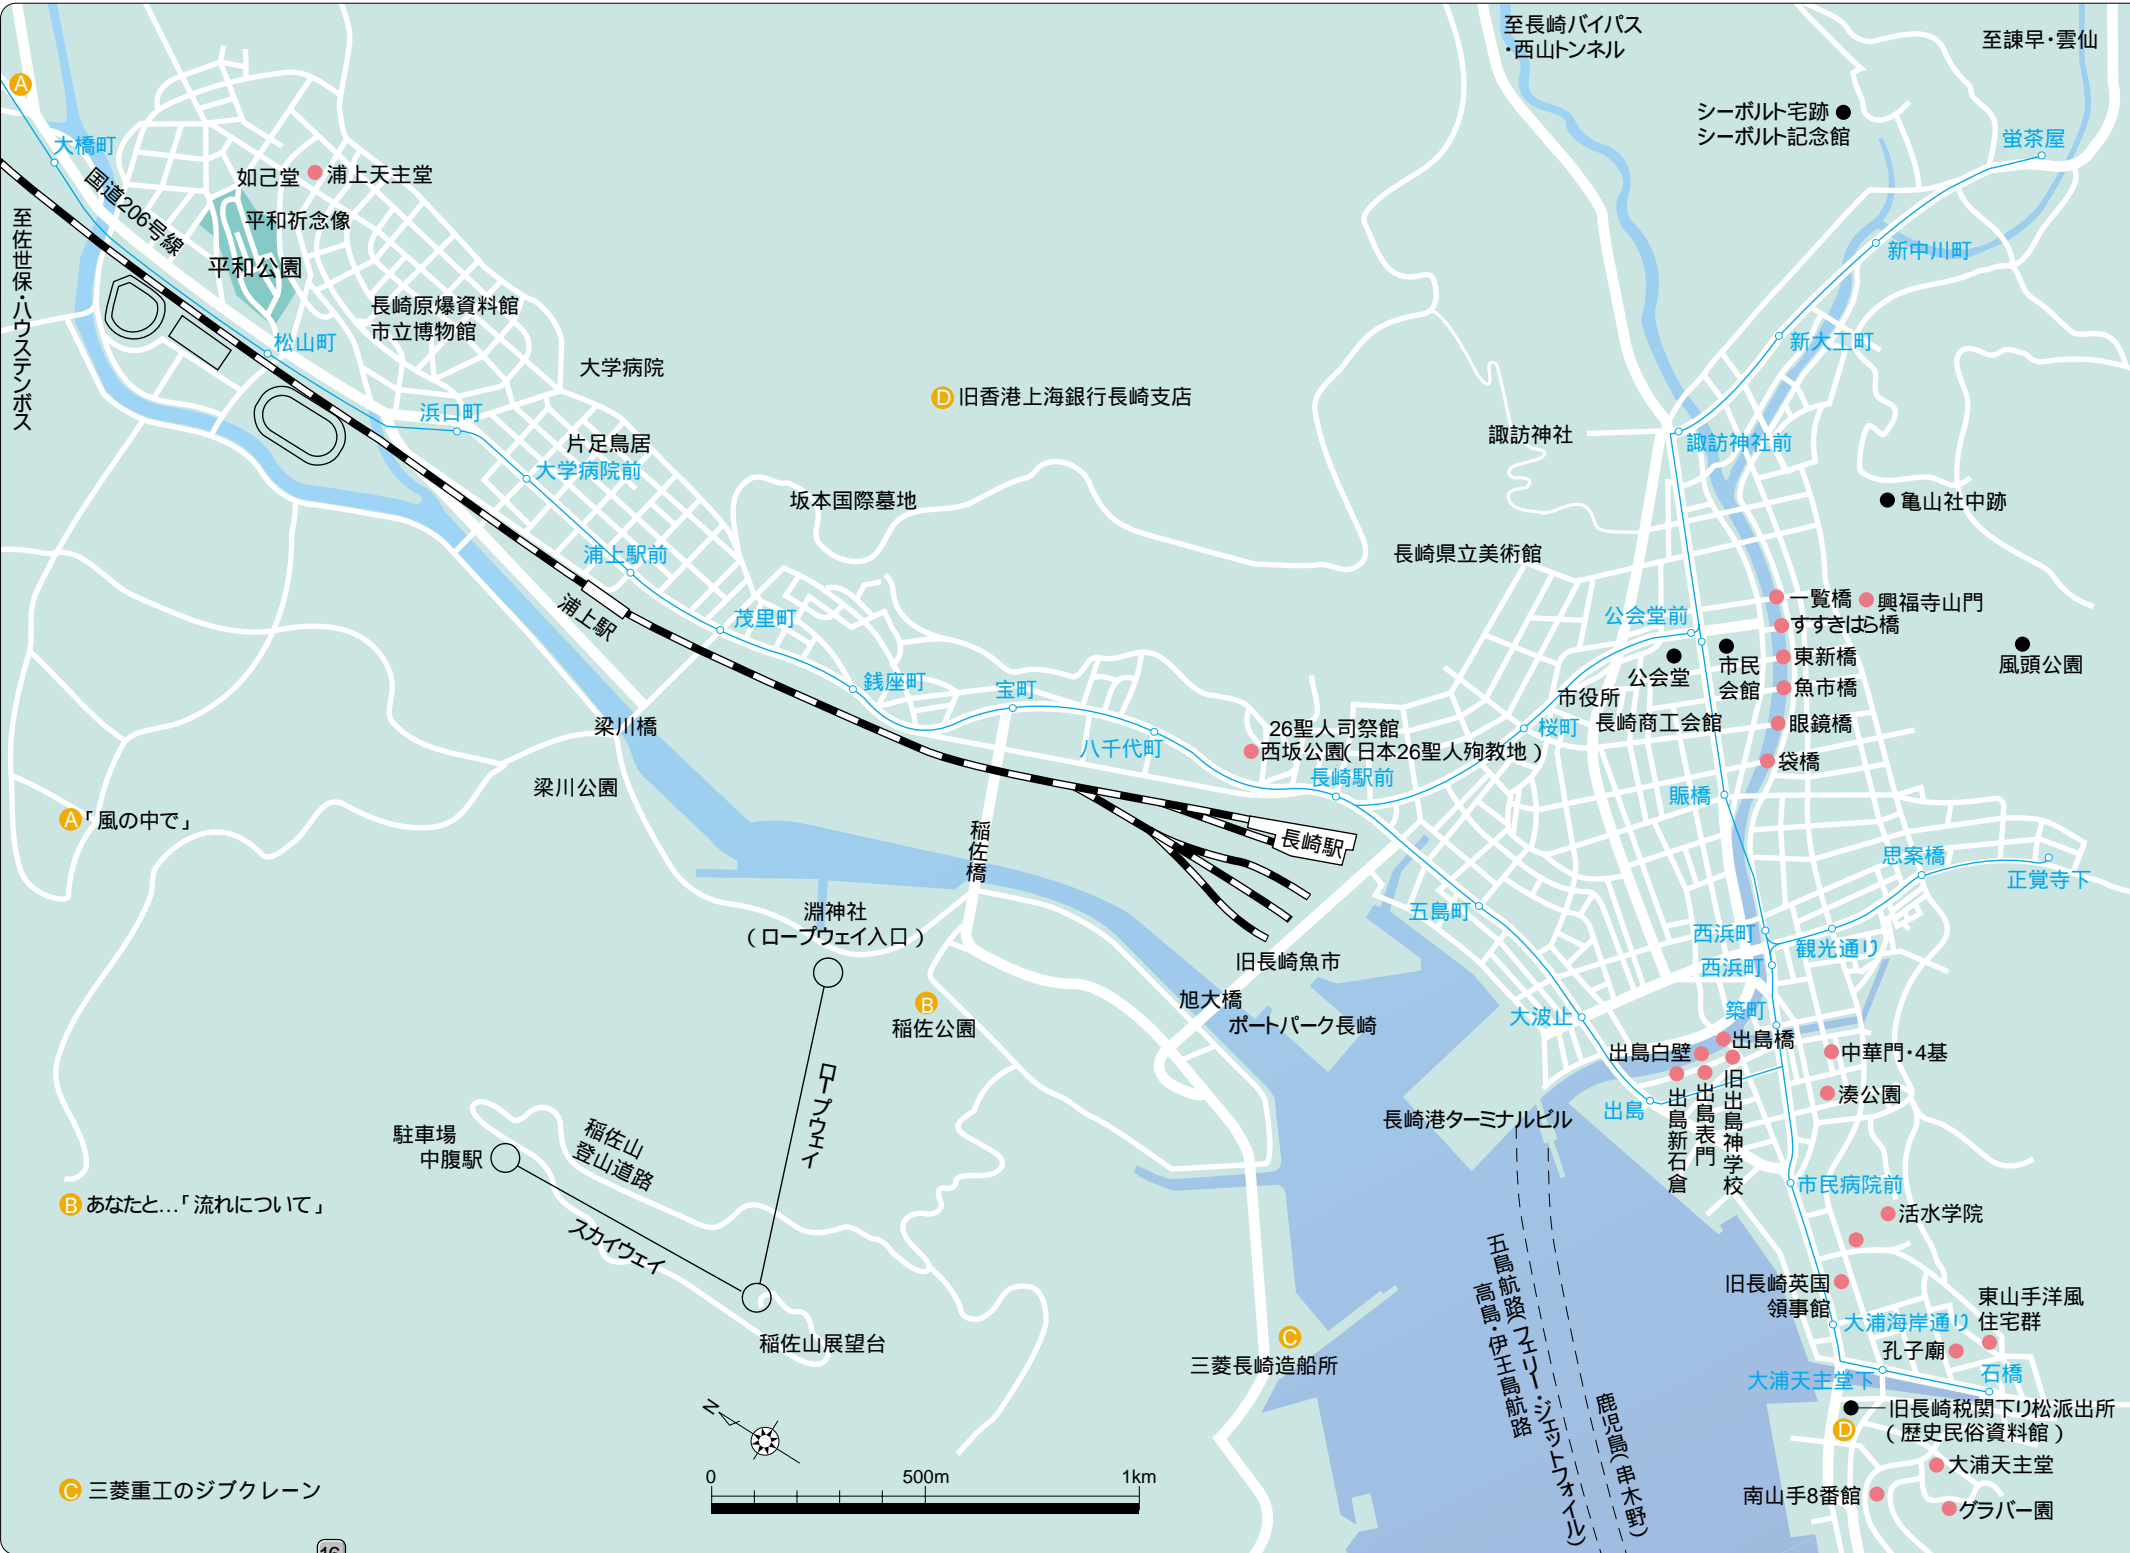 至長崎バイパス
・西山トンネル
至諫早・雲仙
A
シーボルト宅跡
シーボルト記念館
大橋町
蛍茶屋
国道206号線
如己堂
浦上天主堂
平和祈念像
平和公園
至佐世保・ハウステンボス
新中川町
長崎原爆資料館
市立博物館
松山町
新大工町
大学病院
D 旧香港上海銀行長崎支店
浜口町
片足鳥居
大学病院前
諏訪神社
諏訪神社前
坂本国際墓地
亀山社中跡
浦上駅前
長崎県立美術館
浦上駅
茂里町
公会堂前
一覧橋
興福寺山門
すすきはら橋
東新橋
魚市橋
眼鏡橋
袋橋
風頭公園
公会堂
市民
会館
市役所
長崎商工会館
銭座町
宝町
桜町
梁川橋
八千代町
26聖人司祭館
西坂公園(日本26聖人殉教地)
長崎駅前
梁川公園
賑橋
A 「風の中で」
稲佐橋
長崎駅
思案橋
正覚寺下
淵神社
(ロープウェイ入口)
五島町
西浜町
観光通り
西浜町
旧長崎魚市
旭大橋
ポートパーク長崎
B
稲佐公園
大波止
築町
出島橋
出島白壁
中華門・4基
ロープウェイ
湊公園
出島
出島新石倉
出島表門
旧出島神学校
長崎港ターミナルビル
駐車場
中腹駅
稲佐山
登山道路
B あなたと…「流れについて」
スカイウェイ
市民病院前
活水学院
五島航路(フェリー・ジェットフォイル)
高島・伊王島航路
鹿児島(串木野)
旧長崎英国
領事館
東山手洋風
住宅群
大浦海岸通り
孔子廟
C
三菱長崎造船所
稲佐山展望台
大浦天主堂下
石橋
旧長崎税関下り松派出所
(歴史民俗資料館)
D
N
大浦天主堂
南山手8番館
グラバー園
C 三菱重工のジブクレーン
0 500m 1km
16